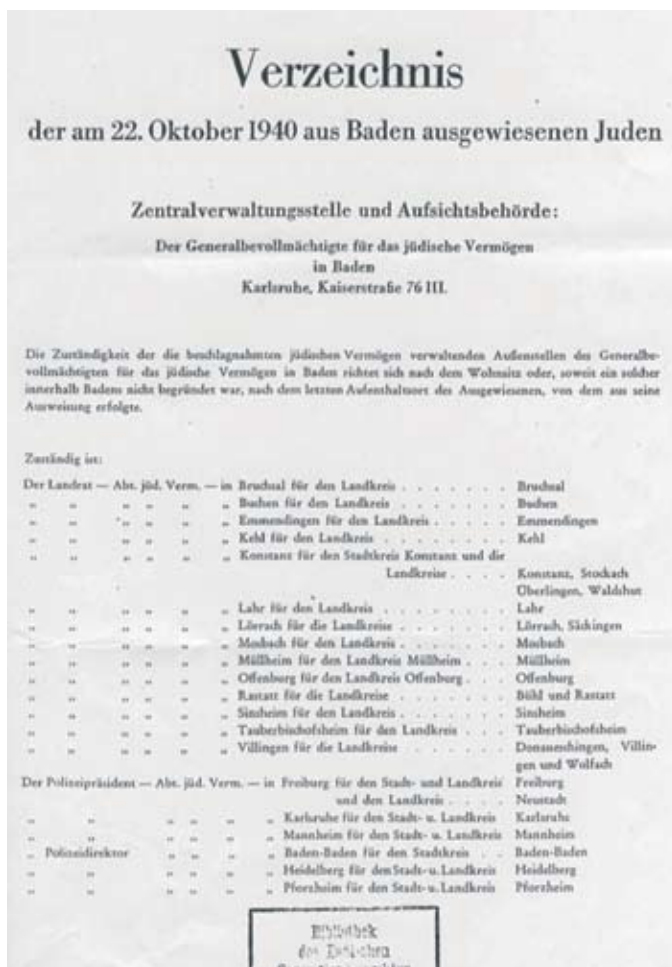 Verzeichnis
der am 22. Oktober 1940 aus Baden ausgewiesenen Juden
Zentralverwaltungsstelle und Aufsichtsbehörde:
Der Generalbevollmächtigte für das jüdische Vermögen
in Baden
Karlsruhe, Kaiserstraße 76 III.
Die Zuständigkeit der die beschlagnahmten jüdischen Vermögen verwaltenden Außenstellen des Generalbe-
vollmächtigten für das jüdische Vermögen in Baden richtet sich nach dem Wohnsitz oder, soweit ein solcher
innerhalb Badens nicht begründet war, nach dem letzten Aufenthaltsort des Ausgewiesenen, von dem aus seine
Ausweisung erfolgte.
Zuständig ist:
Der Landrat — Abt. jüd. Verm. — in Bruchsal für den Landkreis . . . . . . . Bruchsal
„ „ „ „ „ „ Buchen für den Landkreis . . . . . . . Buchen
„ „ „ „ „ „ Emmendingen für den Landkreis . . . . . Emmendingen
„ „ „ „ „ „ Kehl für den Landkreis . . . . . . . . Kehl
„ „ „ „ „ „ Konstanz für den Stadtkreis Konstanz und die
Landkreise . . . . Konstanz, Stockach
Überlingen, Waldshut
„ „ „ „ „ „ Lahr für den Landkreis . . . . . . . . Lahr
„ „ „ „ „ „ Lörrach für die Landkreise . . . . . . . Lörrach, Säckingen
„ „ „ „ „ „ Mosbach für den Landkreis . . . . . . . Mosbach
„ „ „ „ „ „ Müllheim für den Landkreis Müllheim . . . . Müllheim
„ „ „ „ „ „ Offenburg für den Landkreis Offenburg . . . Offenburg
„ „ „ „ „ „ Rastatt für die Landkreise . . . . . . . Bühl und Rastatt
„ „ „ „ „ „ Sinsheim für den Landkreis . . . . . . . Sinsheim
„ „ „ „ „ „ Tauberbischofsheim für den Landkreis . . . . Tauberbischofsheim
„ „ „ „ „ „ Villingen für die Landkreise . . . . . . Donaueschingen, Villin-
gen und Wolfach
Der Polizeipräsident — Abt. jüd. Verm. — in Freiburg für den Stadt- und Landkreis Freiburg
und den Landkreis . . . . Neustadt
„ „ „ „ „ „ Karlsruhe für den Stadt- u. Landkreis Karlsruhe
„ „ „ „ „ „ Mannheim für den Stadt- u. Landkreis Mannheim
„ Polizeidirektor „ „ „ „ Baden-Baden für den Stadtkreis . . Baden-Baden
„ „ „ „ „ „ Heidelberg für den Stadt- u. Landkreis Heidelberg
„ „ „ „ „ „ Pforzheim für den Stadt- u. Landkreis Pforzheim
Bibliothek
des Deutschen